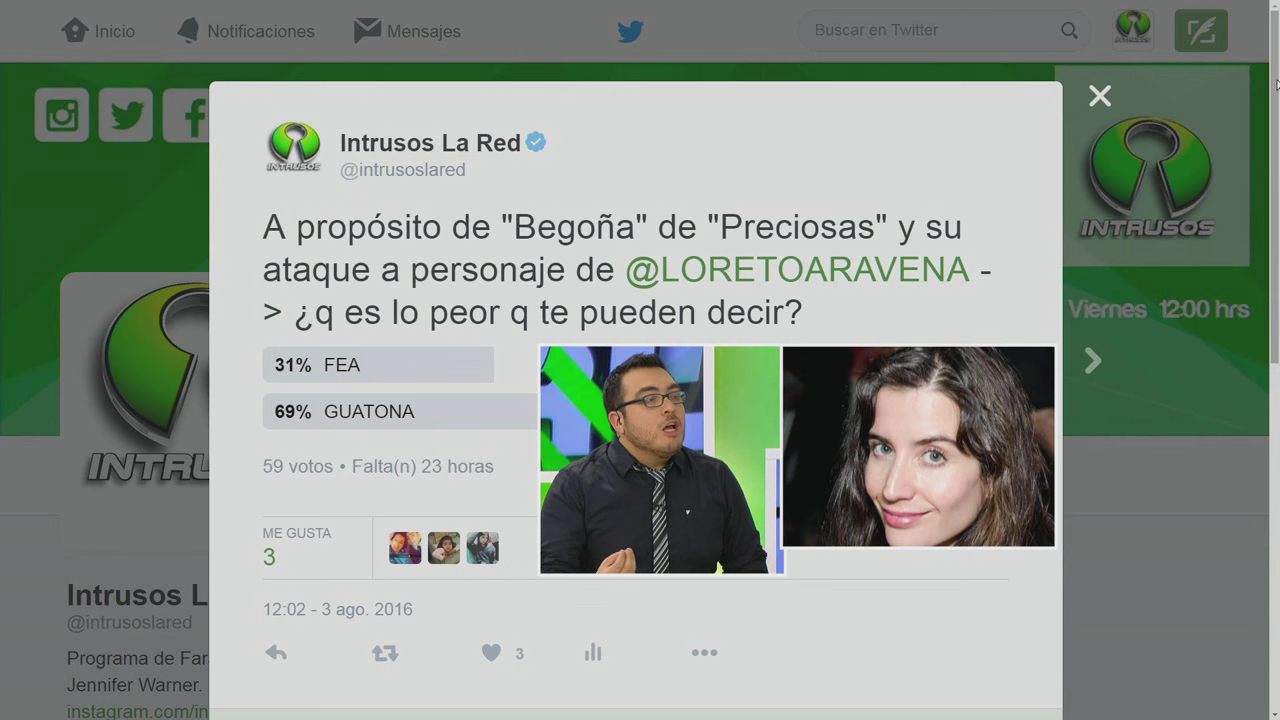 Inicio
Notificaciones
Mensajes
Buscar en Twitter
INTRUSOS
Intrusos La Red
@intrusoslared
INTRUSOS
A propósito de "Begoña" de "Preciosas" y su
ataque a personaje de @LORETOARAVENA -
> ¿q es lo peor q te pueden decir?
31% FEA
69% GUATONA
59 votos • Falta(n) 23 horas
ME GUSTA
3
12:02 - 3 ago. 2016
3
INTRUSOS
Viernes 12:00 hrs
INTRU
Intrusos L
@intrusoslared
Programa de Far
Jennifer Warner.
instagram.com/in